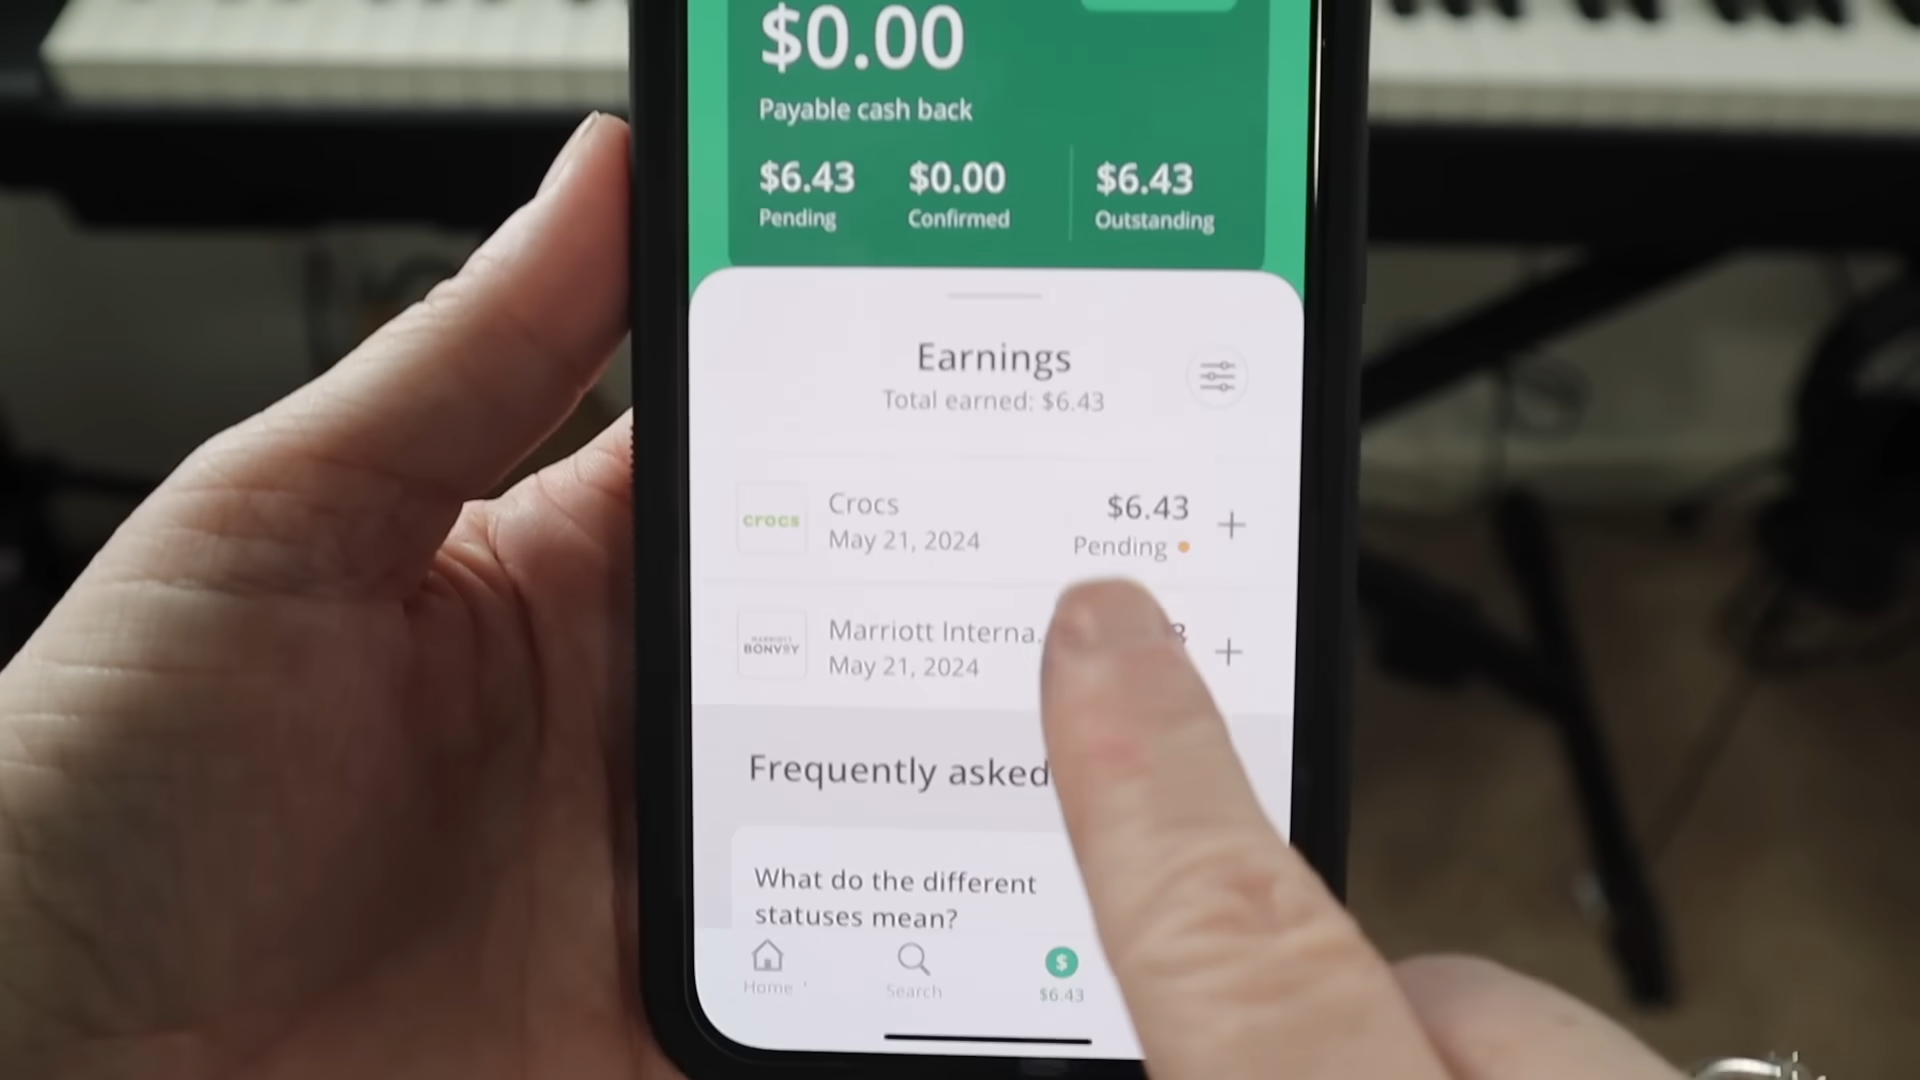 $0.00
Payable cash back
$6.43 $0.00 $6.43
Pending Confirmed Outstanding
Earnings
Total earned: $6.43
crocs
Crocs
May 21, 2024
$6.43
Pending
MARRIOTT
BONVOY
Marriott Interna.
May 21, 2024
Frequently asked
What do the different
statuses mean?
Home Search $6.43